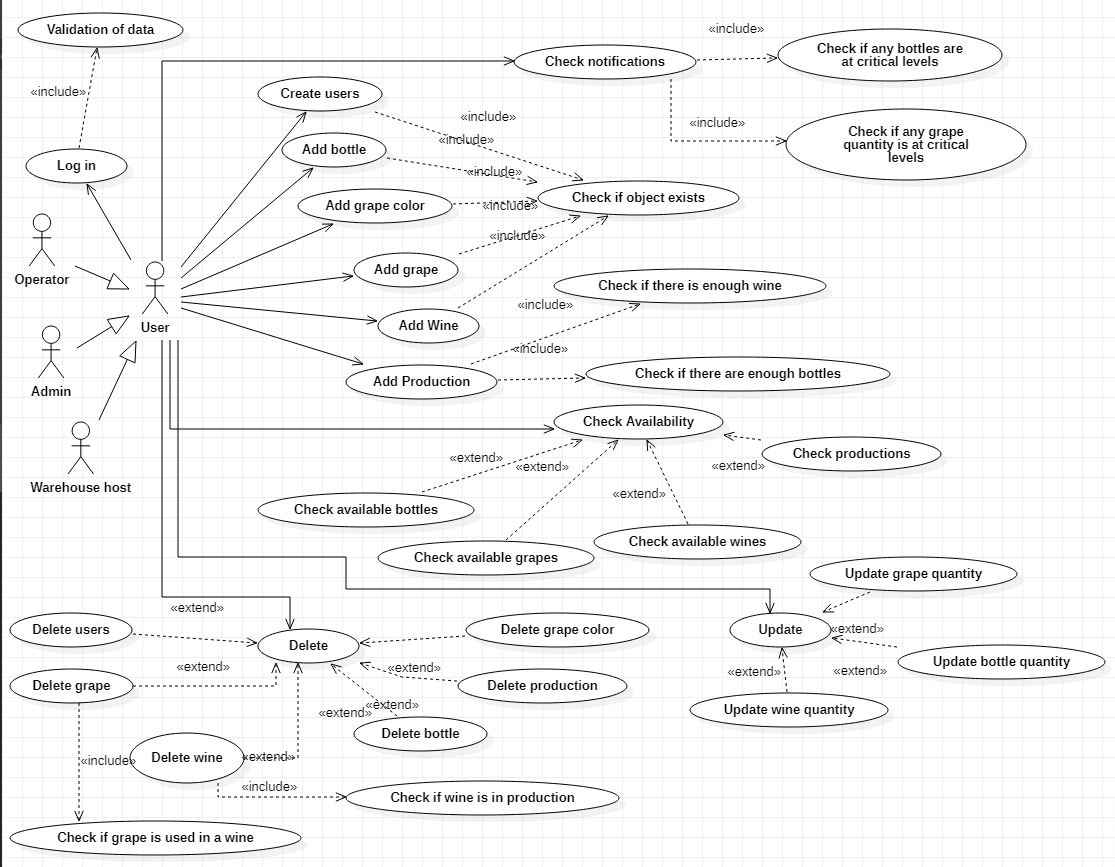 Validation of data
«include»
Check notifications
«include»
Check if any bottles are
at critical levels
«include»
Check if any grape
quantity is at critical
levels
Create users
«include»
«include»
Add bottle
«include»
Log in
Add grape color
«include»
Check if object exists
«include»
Operator
Add grape
User
Check if there is enough wine
«include»
Add Wine
«include»
Admin
Add Production
Check if there are enough bottles
Check Availability
«extend»
«extend»
Check productions
«extend»
Warehouse host
«extend»
Check available bottles
Check available grapes
Check available wines
Update grape quantity
«extend»
Delete users
Delete
Delete grape color
Update
«extend»
«extend»
«extend»
Delete grape
Delete production
«extend»
«extend»
Update bottle quantity
«extend»
«extend»
Delete bottle
Update wine quantity
«include»
Delete wine
«extend»
«include»
Check if wine is in production
Check if grape is used in a wine